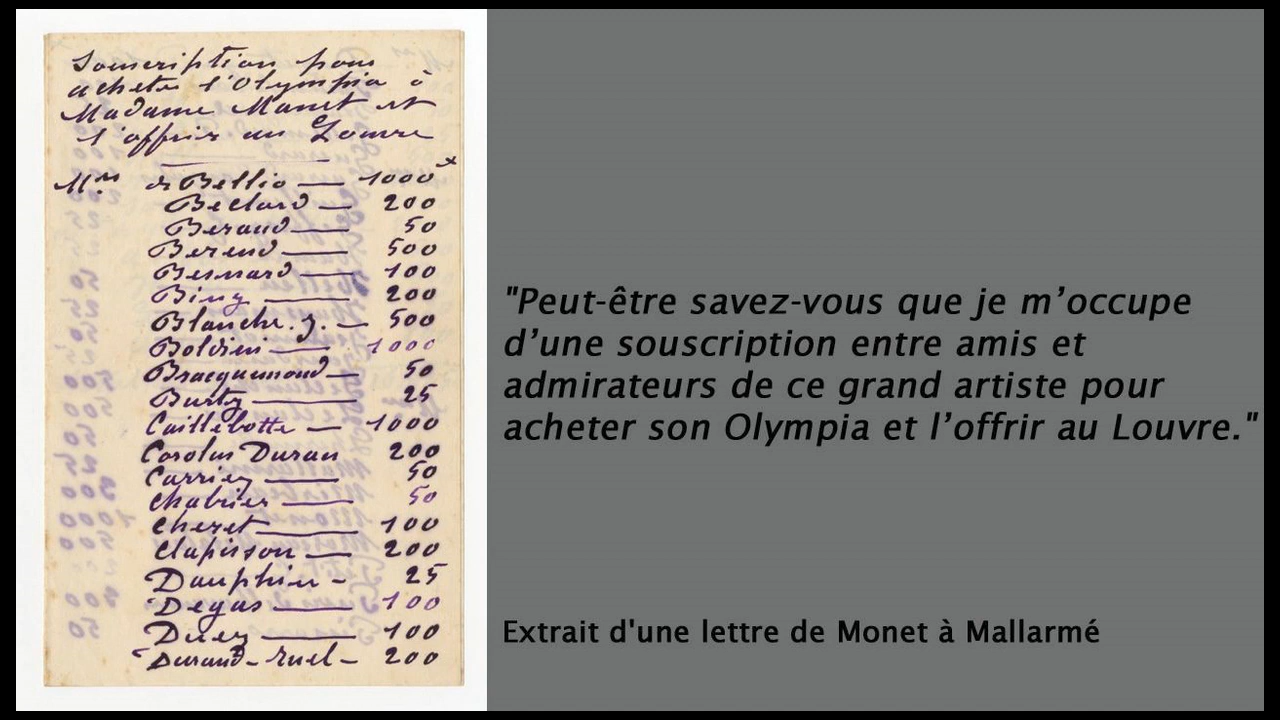 Souscription pour
acheter l'Olympia à
Madame Manet et
l'offrir au Louvre
Mrs de Bellio — 1000
Beclard — 200
Beraud — 50
Berend — 500
Besnard — 100
Bing — 200
Blanche. J. — 500
Boldini — 1000
Bracquemond — 50
Burty — 25
Caillebotte — 1000
Carolus Duran 200
Carriez — 50
Chabrier — 50
Cheret — 100
Clapisson — 200
Dauphin - 25
Degas — 100
Duez — 100
Durand-ruel - 200
"Peut-être savez-vous que je m’occupe
d’une souscription entre amis et
admirateurs de ce grand artiste pour
acheter son Olympia et l’offrir au Louvre."
Extrait d'une lettre de Monet à Mallarmé